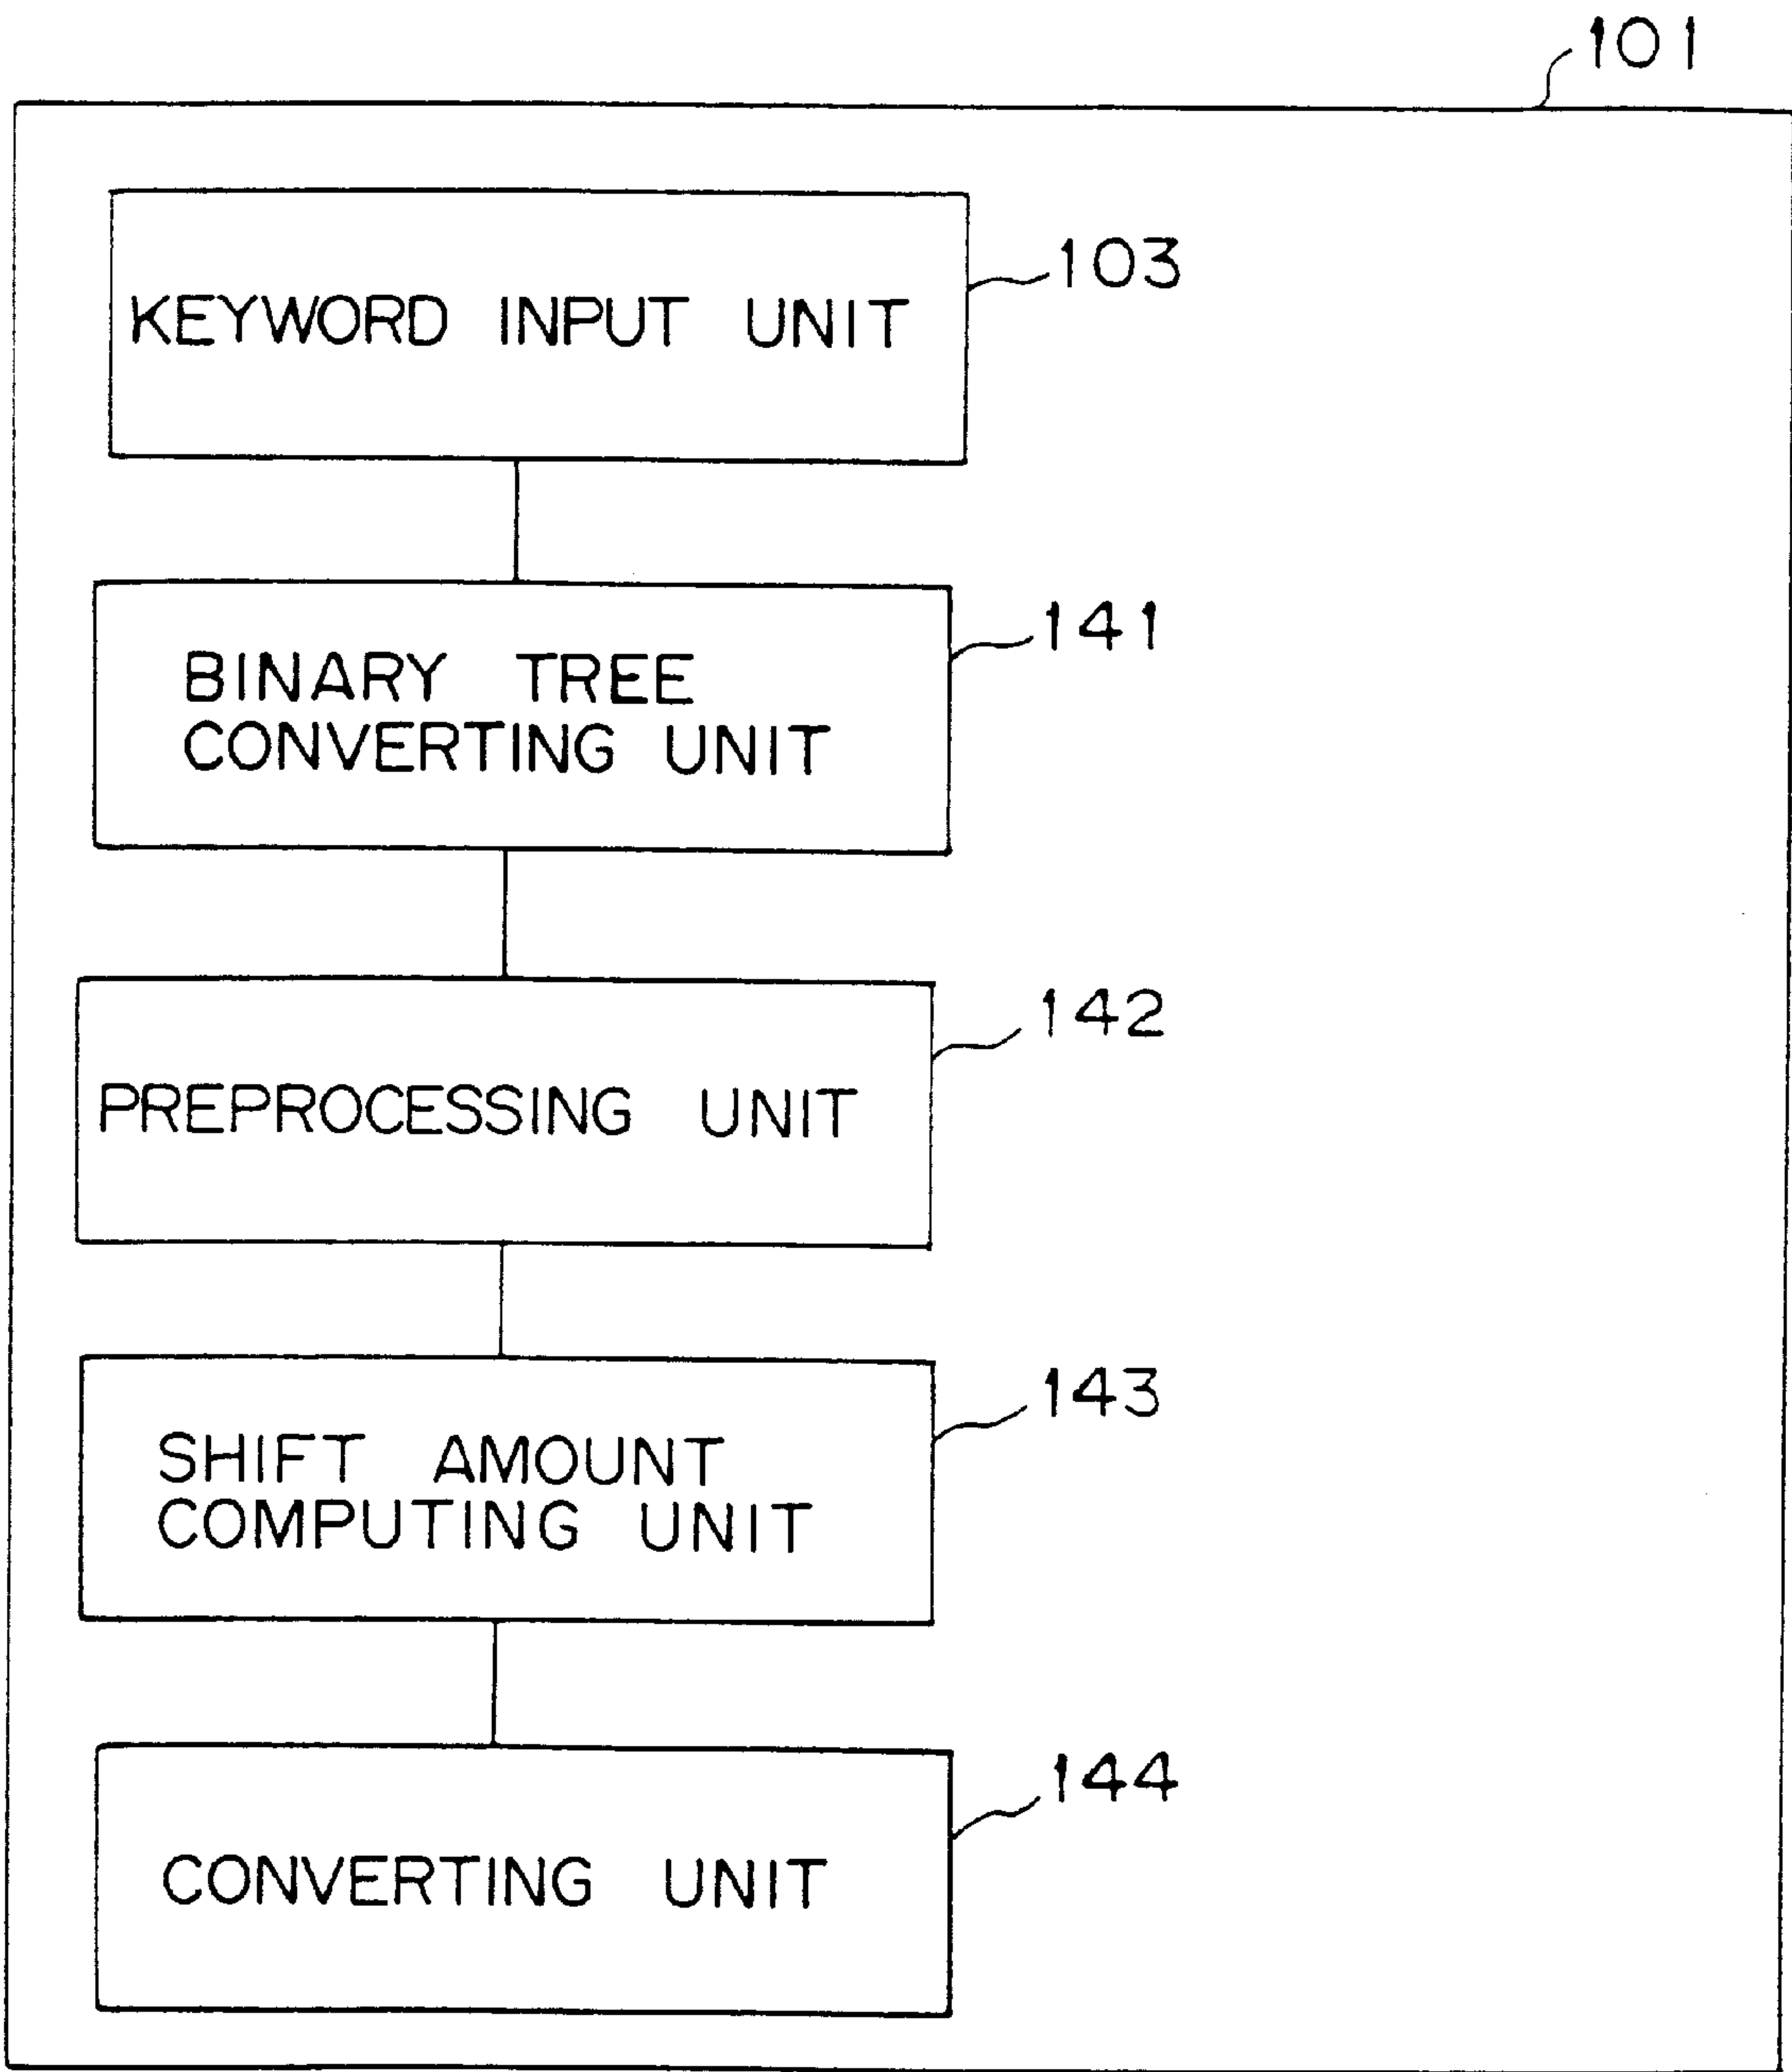 101
KEYWORD INPUT UNIT
103
BINARY TREE
CONVERTING UNIT
141
PREPROCESSING UNIT
142
SHIFT AMOUNT
COMPUTING UNIT
143
CONVERTING UNIT
144